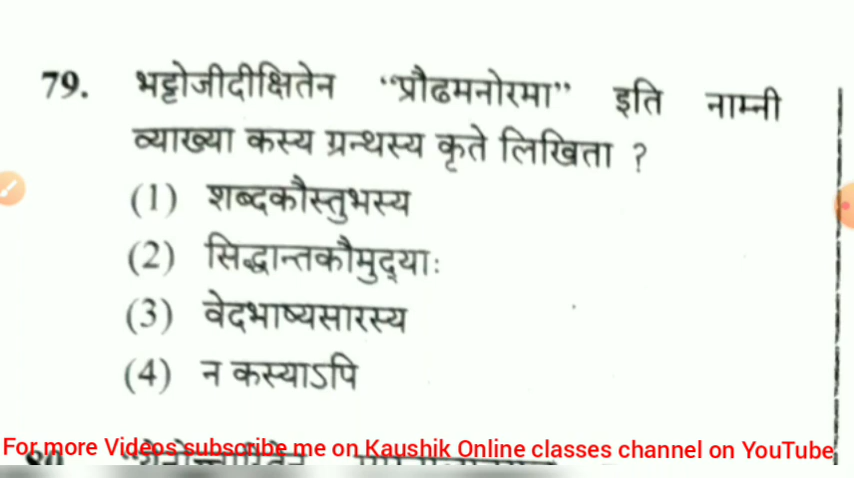 79. भट्टोजीदीक्षितेन “प्रौढमनोरमा” इति नाम्नी
व्याख्या कस्य ग्रन्थस्य कृते लिखिता ?
(1) शब्दकौस्तुभस्य
(2) सिद्धान्तकौमुद्याः
(3) वेदभाष्यसारस्य
(4) न कस्याऽपि
For more Videos subscribe me on Kaushik Online classes channel on YouTube
80.